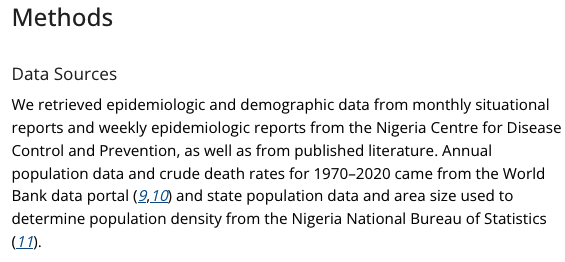 Methods
Data Sources
We retrieved epidemiologic and demographic data from monthly situational
reports and weekly epidemiologic reports from the Nigeria Centre for Disease
Control and Prevention, as well as from published literature. Annual
population data and crude death rates for 1970–2020 came from the World
Bank data portal (9,10) and state population data and area size used to
determine population density from the Nigeria National Bureau of Statistics
(11).